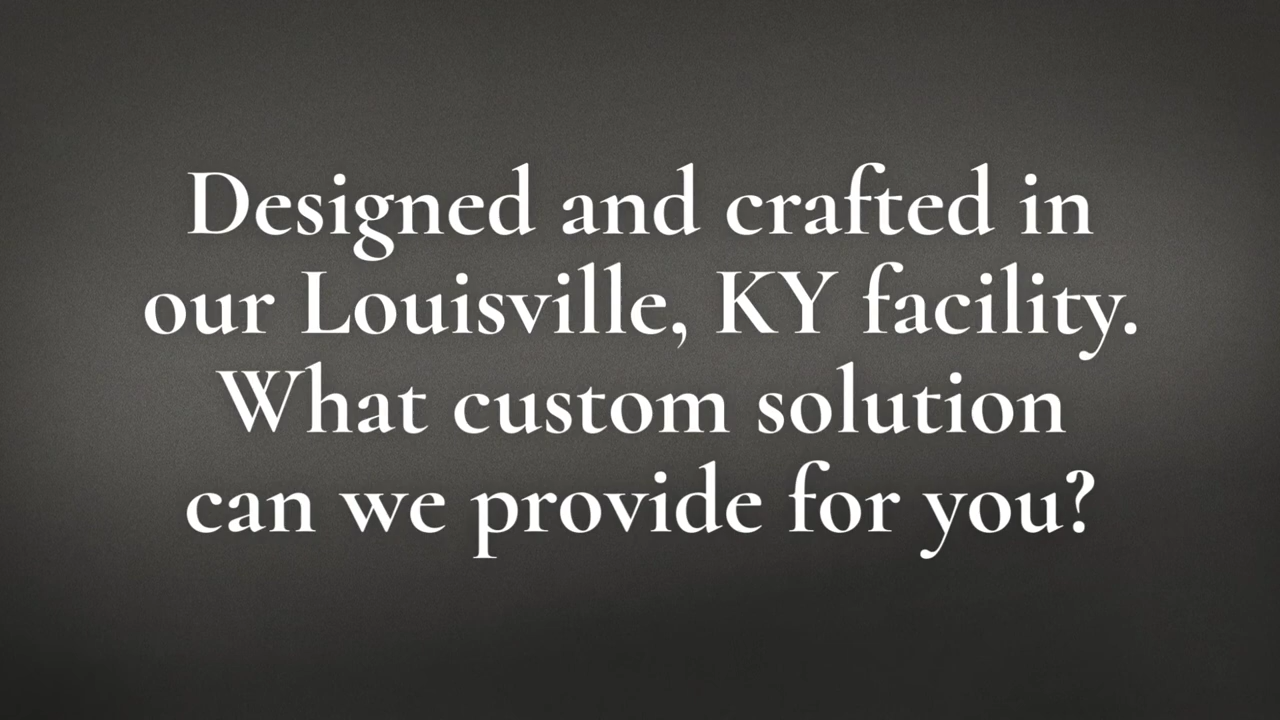 Designed and crafted in
our Louisville, KY facility.
What custom solution
can we provide for you?